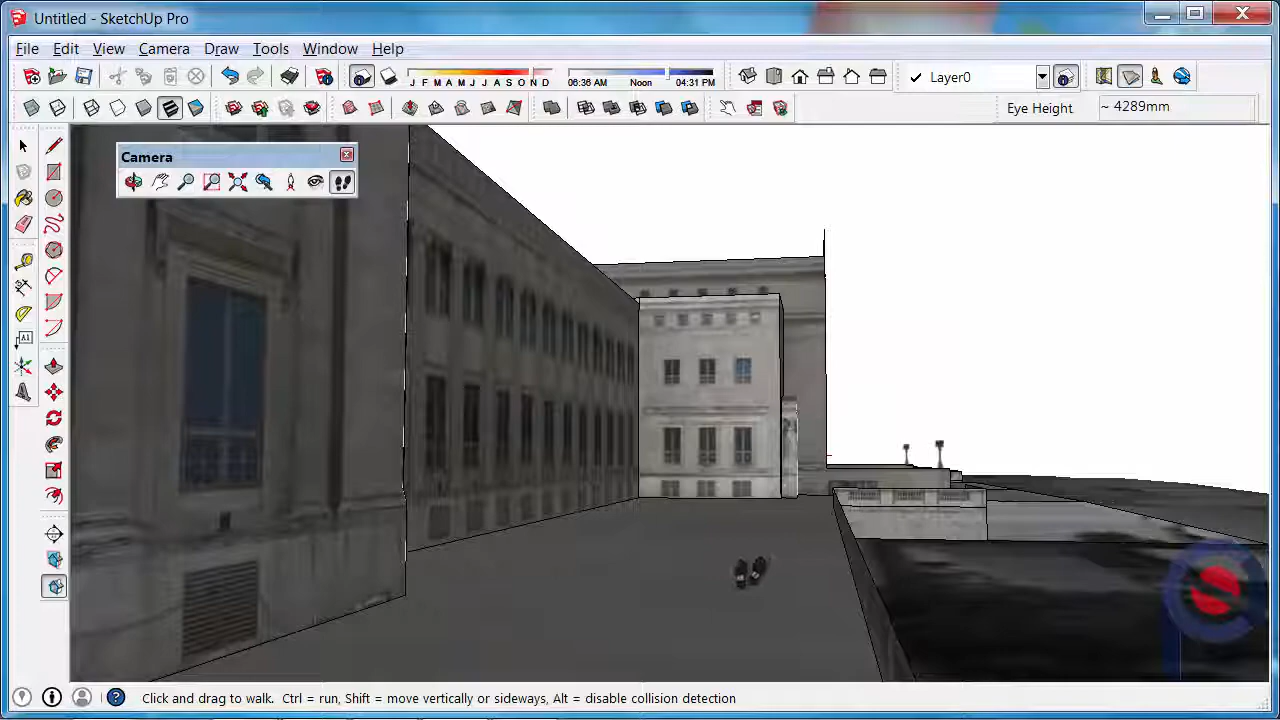 Untitled - SketchUp Pro
File Edit View Camera Draw Tools Window Help
J F M A M J J A S O N D 06:36 AM Noon 04:31 PM Layer0
Eye Height ~ 4289mm
Camera
A1
Click and drag to walk. Ctrl = run, Shift = move vertically or sideways, Alt = disable collision detection